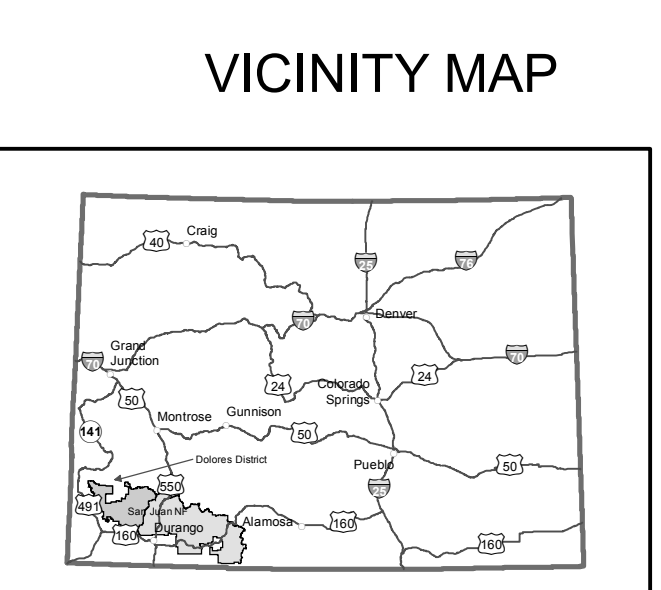 VICINITY MAP
40
Craig
25
76
70
Denver
Grand
Junction
70
70
24
24
Colorado
Springs
50
Montrose
Gunnison
50
141
Dolores District
Pueblo
50
550
25
491
San Juan NF
Durango
Alamosa
160
160
160